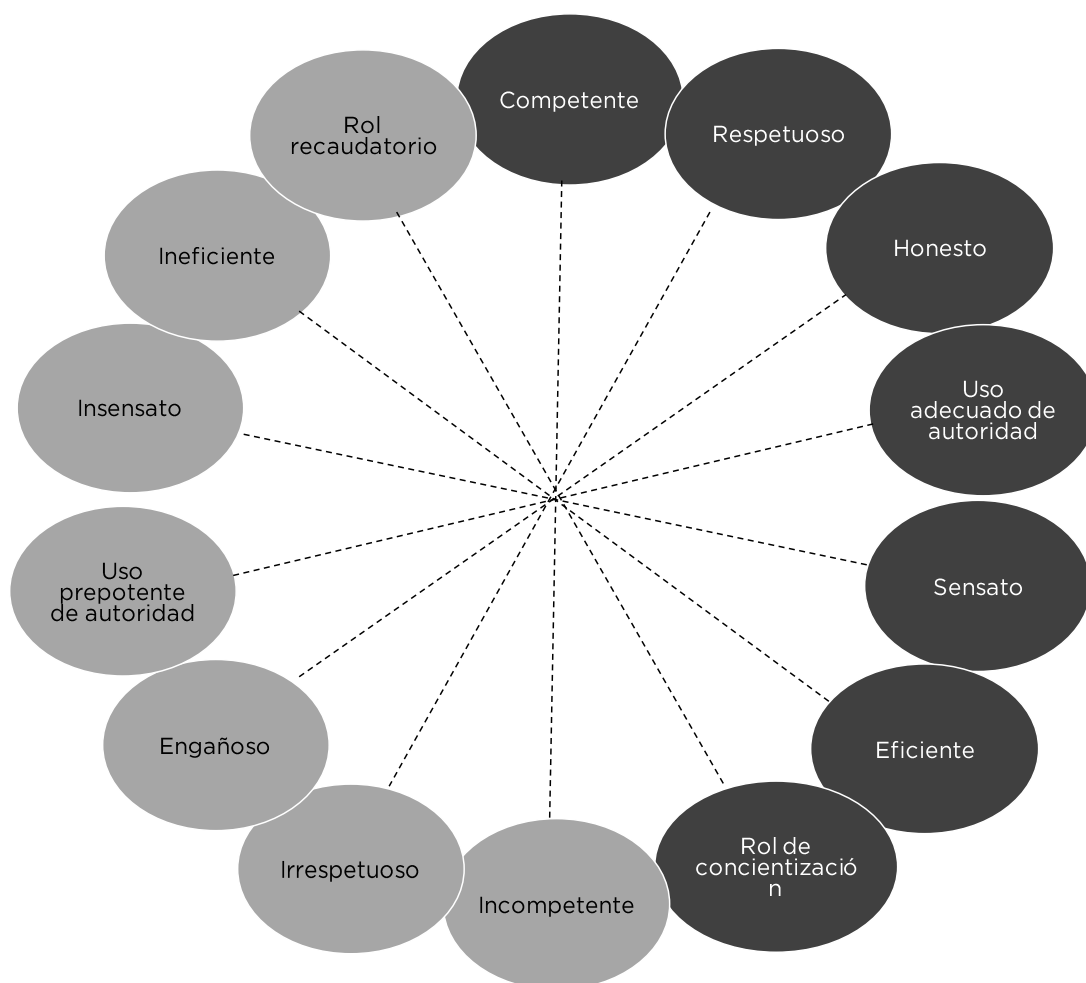 Competente
Respetuoso
Honesto
Uso
adecuado de
autoridad
Sensato
Eficiente
Rol de
concientizació
n
Incompetente
Irrespetuoso
Engañoso
Uso
prepotente
de autoridad
Insensato
Ineficiente
Rol
recaudatorio